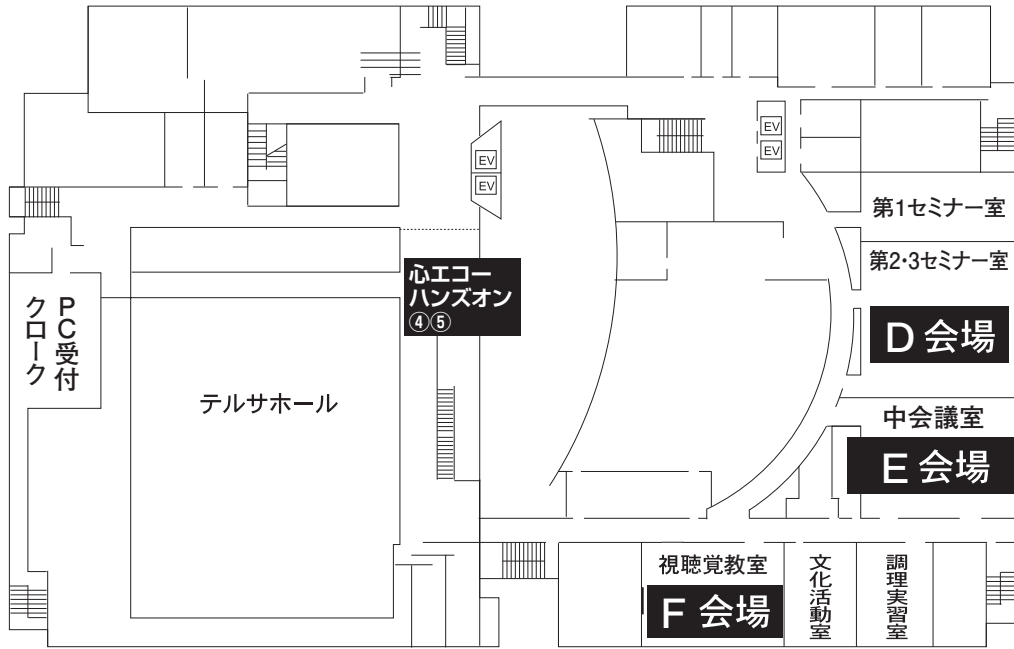 EV
EV
EV
EV
第1セミナー室
第2・3セミナー室
D 会場
心エコー
ハンズオン
④⑤
PC受付
クローク
テルサホール
中会議室
E 会場
視聴覚教室
F 会場
文化活動室
調理実習室